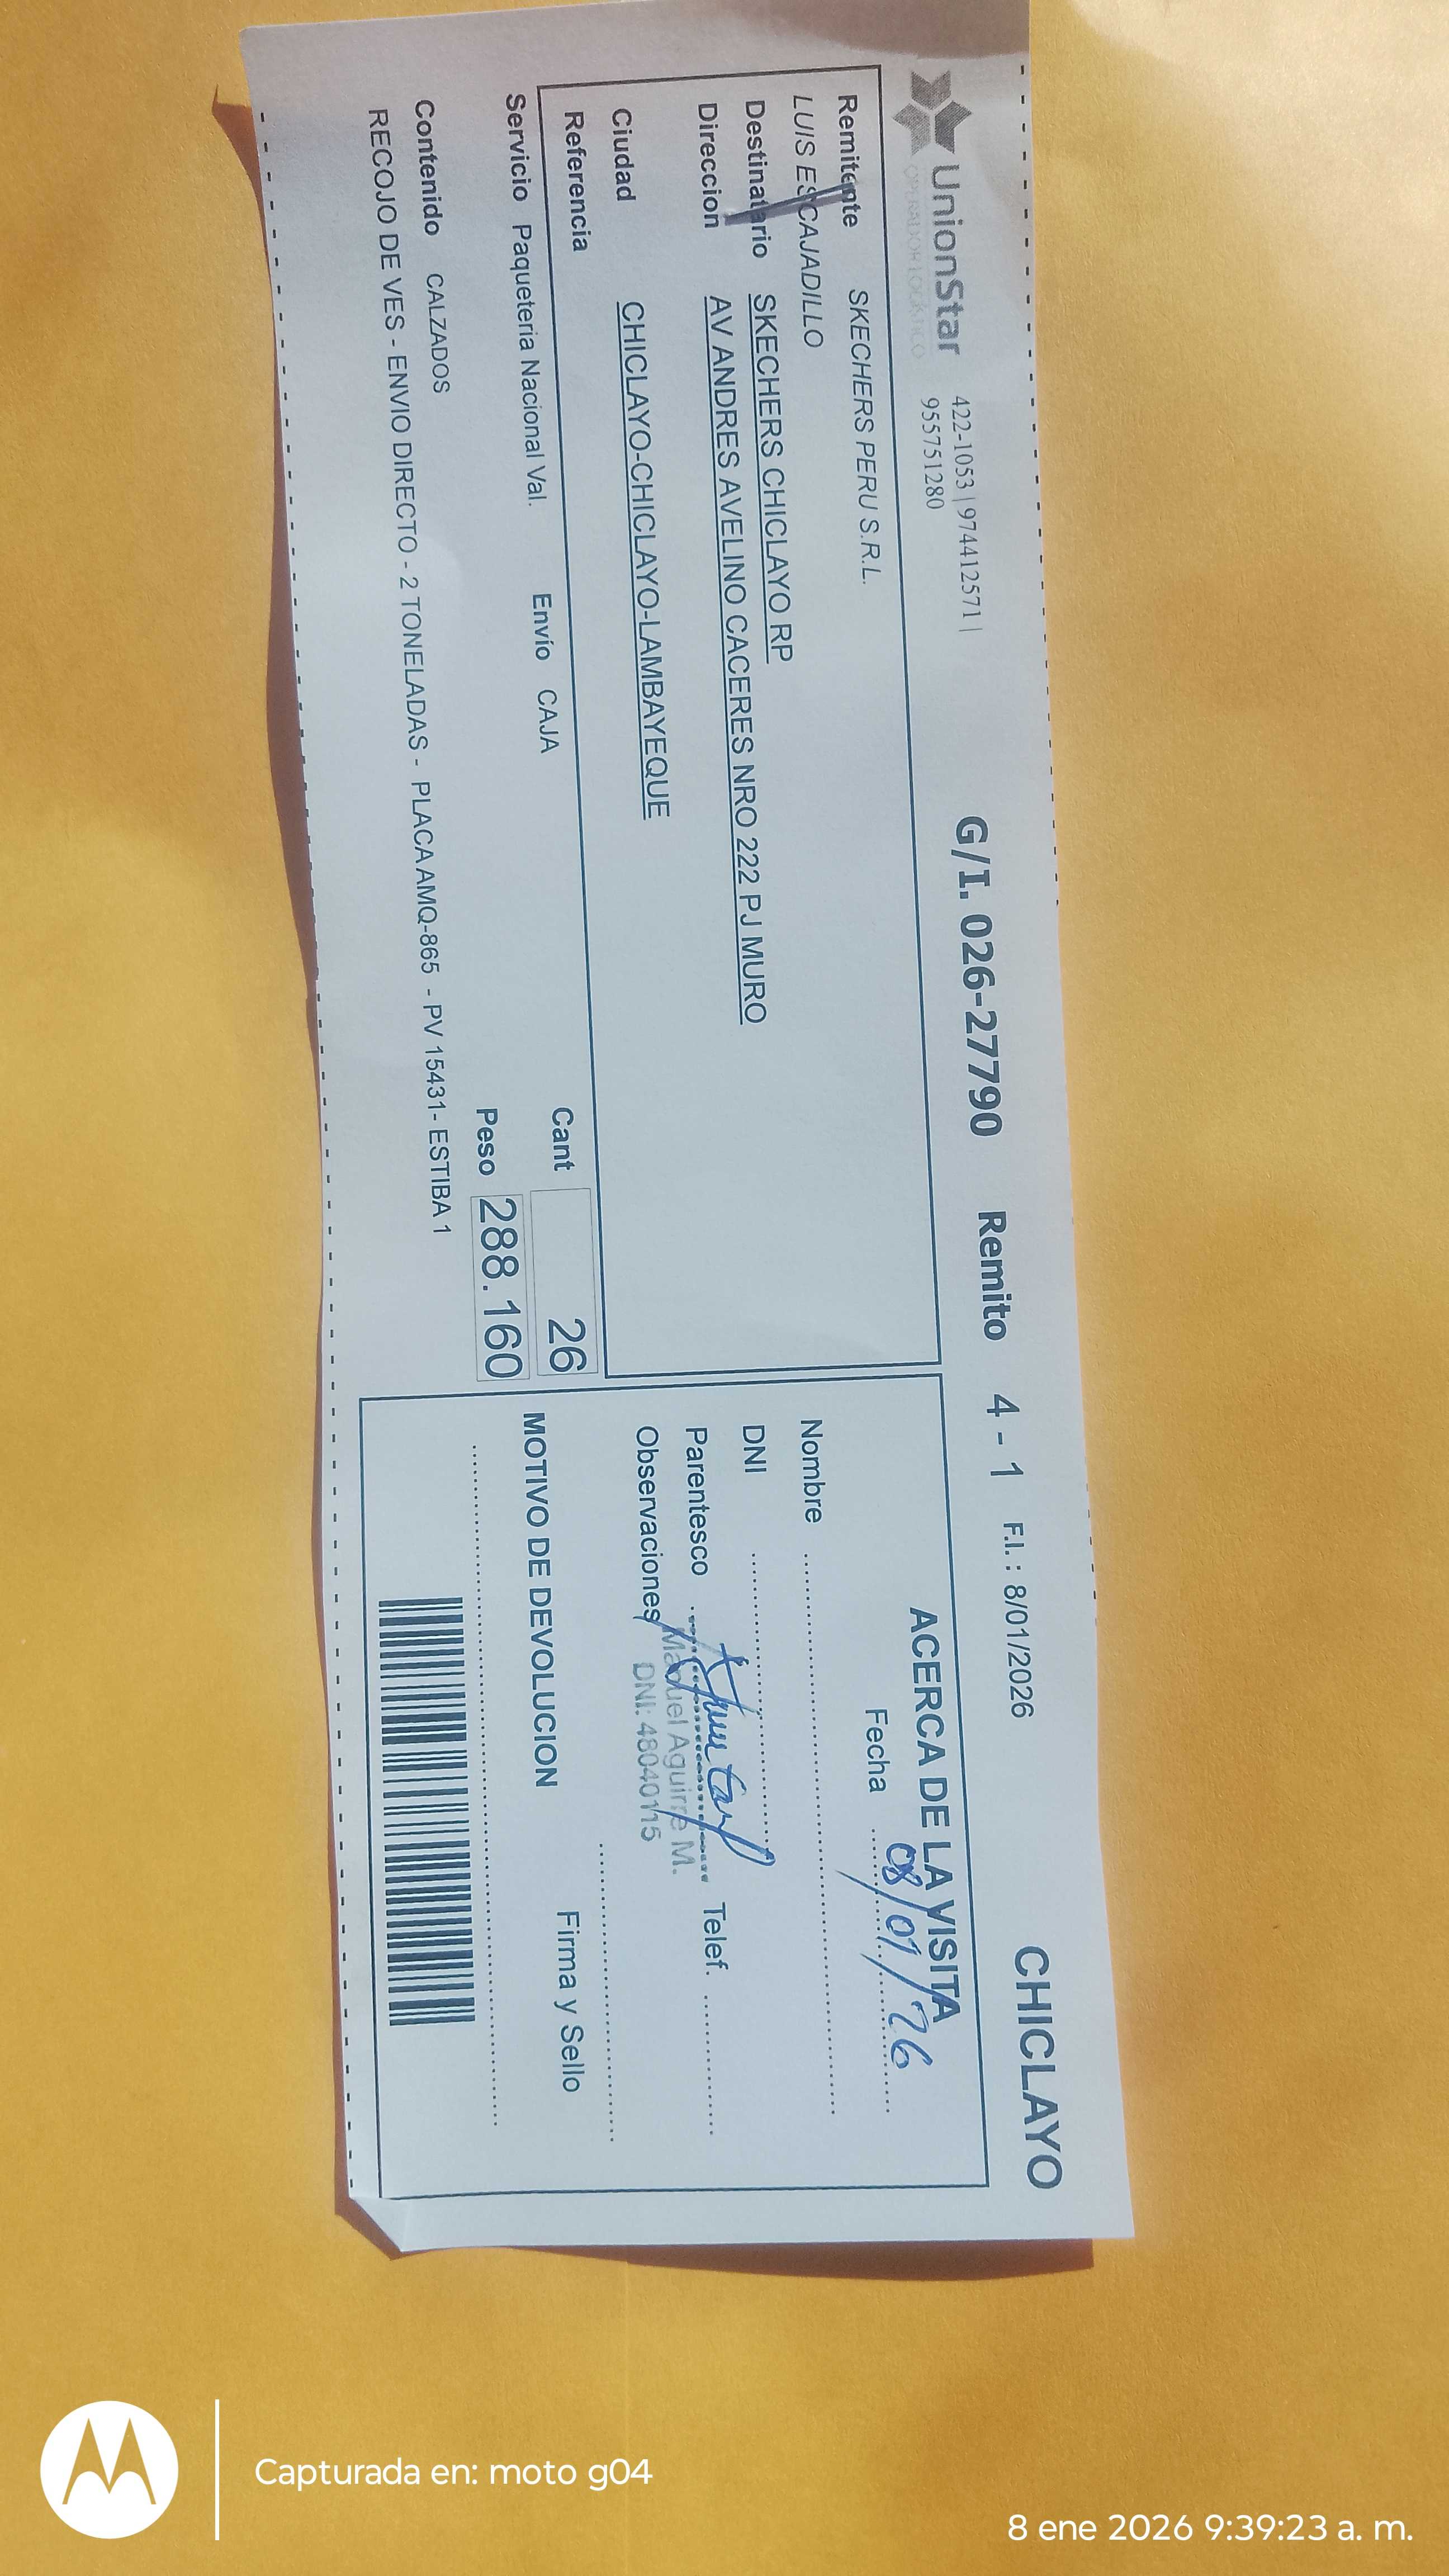 UnionStar
OPERADOR LOGÍSTICO
422-1053 | 974412571 |
955751280
G/I. 026-27790 Remito 4 - 1 F.I. : 8/01/2026 CHICLAYO
Remitente SKECHERS PERU S.R.L.
LUIS ESCAJADILLO
Destinatario SKECHERS CHICLAYO RP
Direccion AV ANDRES AVELINO CACERES NRO 222 PJ MURO
Ciudad CHICLAYO-CHICLAYO-LAMBAYEQUE
Referencia
Servicio Paqueteria Nacional Val. Envío CAJA Cant 26
Peso 288.160
Contenido CALZADOS
RECOJO DE VES - ENVIO DIRECTO - 2 TONELADAS - PLACA AMQ-865 - PV 15431- ESTIBA 1
ACERCA DE LA VISITA
Fecha 08/01/26
Nombre
DNI
Parentesco Telef.
Manuel Aguirre M.
Observaciones DNI: 48040115
Firma y Sello
MOTIVO DE DEVOLUCION
Capturada en: moto g04
8 ene 2026 9:39:23 a. m.